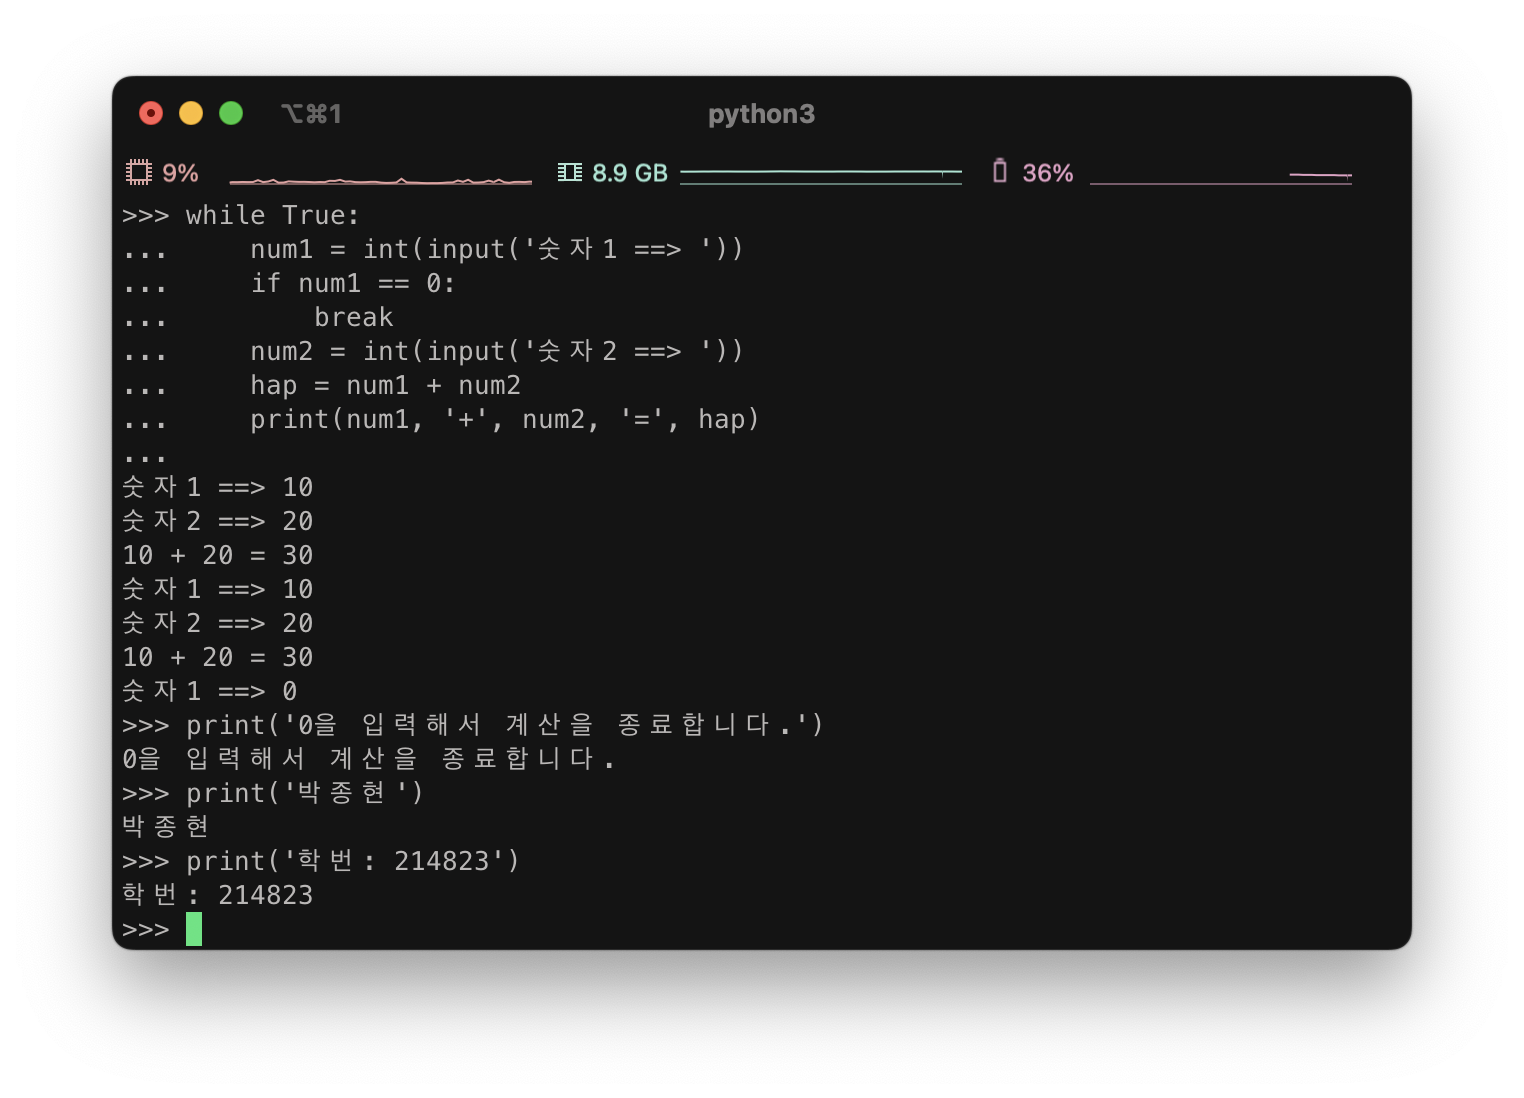 ⌥⌘1 python3
9% 8.9 GB 36%
>>> while True:
...     num1 = int(input('숫자1 ==> '))
...     if num1 == 0:
...         break
...     num2 = int(input('숫자2 ==> '))
...     hap = num1 + num2
...     print(num1, '+', num2, '=', hap)
...
숫자1 ==> 10
숫자2 ==> 20
10 + 20 = 30
숫자1 ==> 10
숫자2 ==> 20
10 + 20 = 30
숫자1 ==> 0
>>> print('0을 입력해서 계산을 종료합니다.')
0을 입력해서 계산을 종료합니다.
>>> print('박종현')
박종현
>>> print('학번: 214823')
학번: 214823
>>>